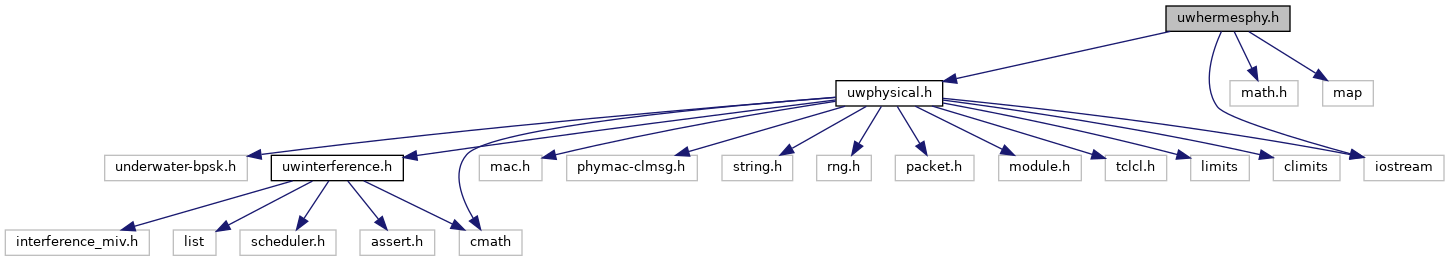 uwhermesphy.h
uwphysical.h
math.h
map
underwater-bpsk.h
uwinterference.h
mac.h
phymac-clmsg.h
string.h
rng.h
packet.h
module.h
tclcl.h
limits
climits
iostream
interference_miv.h
list
scheduler.h
assert.h
cmath